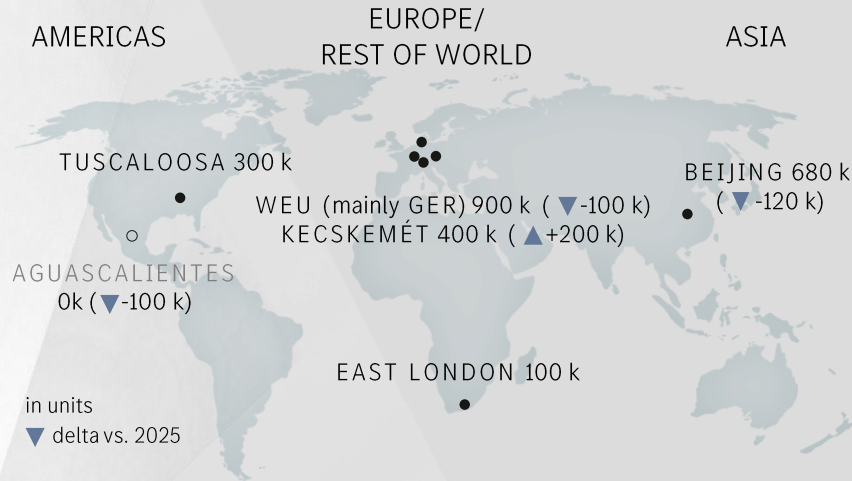 AMERICAS
EUROPE/
REST OF WORLD
ASIA
TUSCALOOSA 300 k
BEIJING 680 k
( ▼ -120 k)
WEU (mainly GER) 900 k ( ▼ -100 k)
KECSKEMÉT 400 k ( ▲ +200 k)
AGUASCALIENTES
0k ( ▼ -100 k)
EAST LONDON 100 k
in units
▼ delta vs. 2025